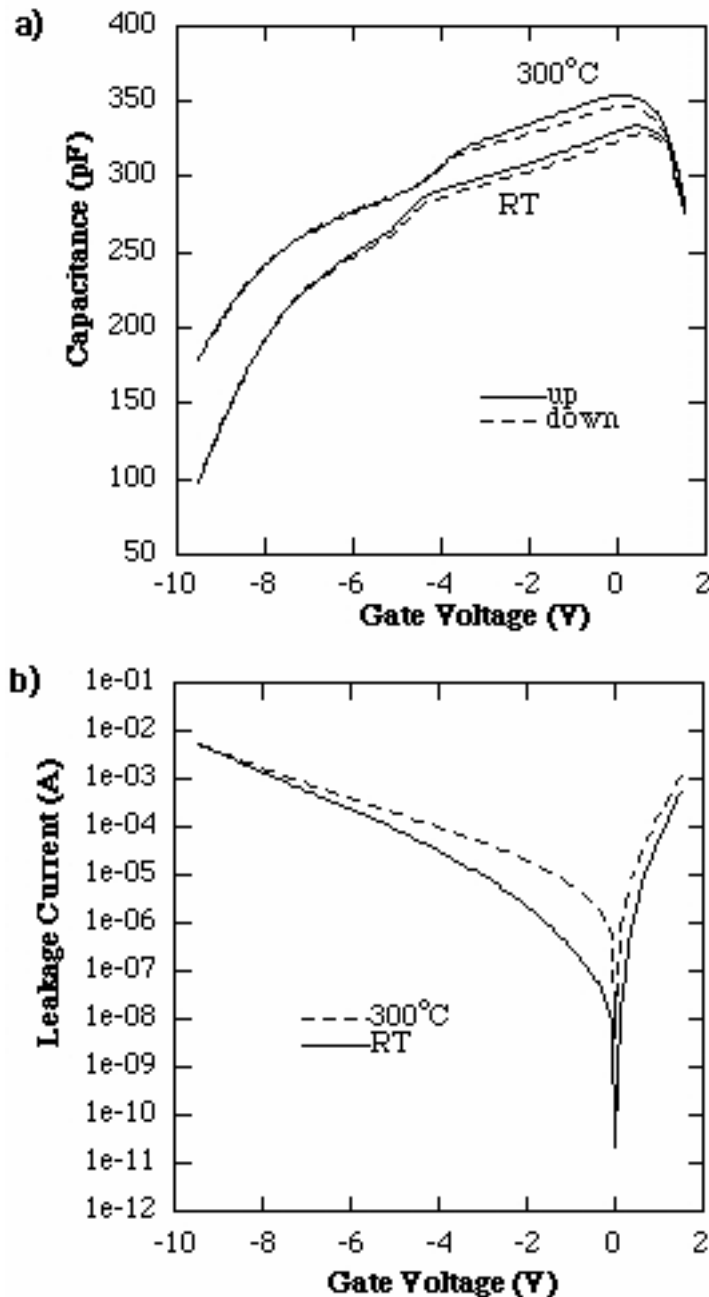 a)
400
350
300
250
200
150
100
50
Capacitance (pF)
300°C
RT
up
down
-10 -8 -6 -4 -2 0 2
Gate Voltage (V)
b)
1e-01
1e-02
1e-03
1e-04
1e-05
1e-06
1e-07
1e-08
1e-09
1e-10
1e-11
1e-12
Leakage Current (A)
300°C
RT
-10 -8 -6 -4 -2 0 2
Gate Voltage (V)